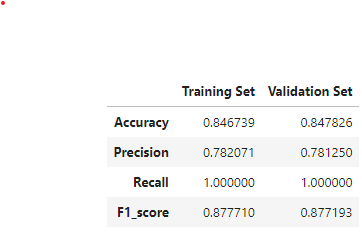 Training Set Validation Set
Accuracy 0.846739 0.847826
Precision 0.782071 0.781250
Recall 1.000000 1.000000
F1_score 0.877710 0.877193